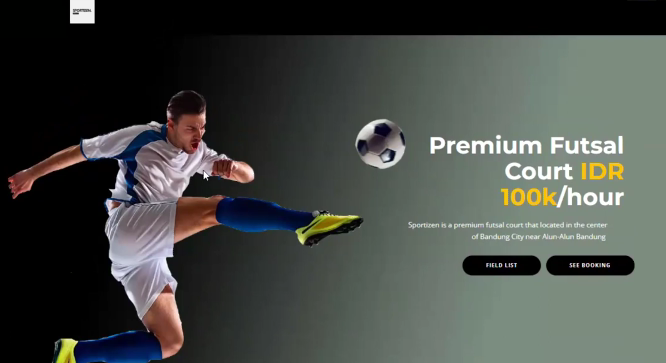 SPORTIZEN.
Premium Futsal
Court IDR
100k/hour
Sportizen is a premium futsal court that located in the center
of Bandung City near Alun-Alun Bandung
FIELD LIST
SEE BOOKING